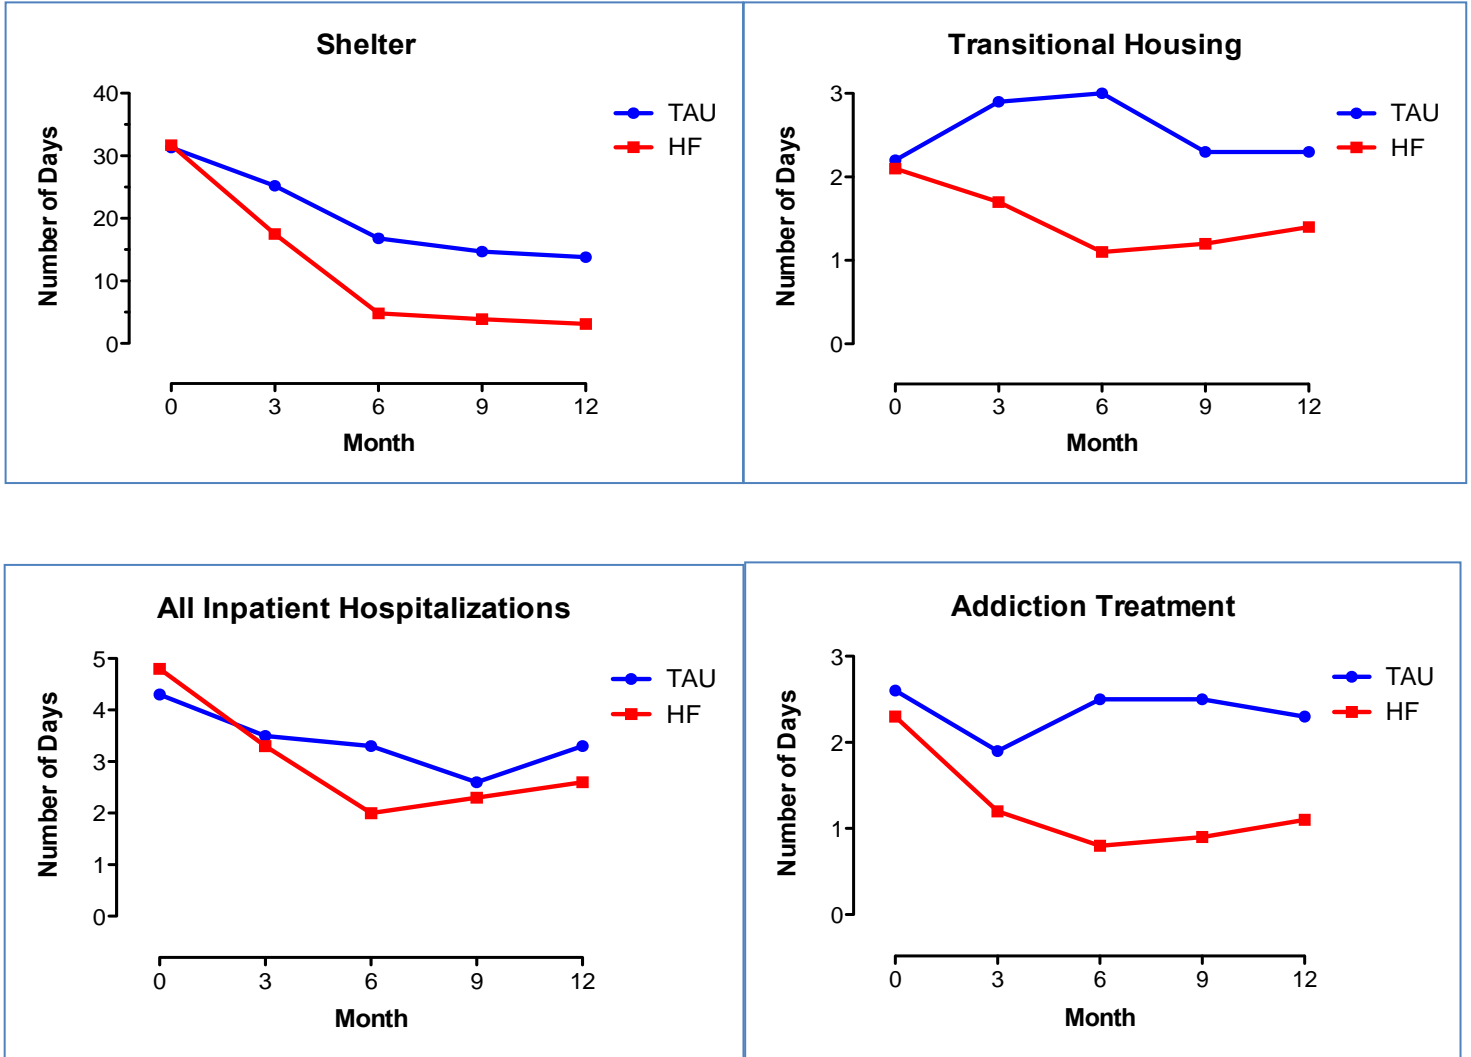 Shelter
TAU
HF
Number of Days
40
30
20
10
0
0 3 6 9 12
Month
Transitional Housing
TAU
HF
Number of Days
3
2
1
0
0 3 6 9 12
Month
All Inpatient Hospitalizations
TAU
HF
Number of Days
5
4
3
2
1
0
0 3 6 9 12
Month
Addiction Treatment
TAU
HF
Number of Days
3
2
1
0
0 3 6 9 12
Month